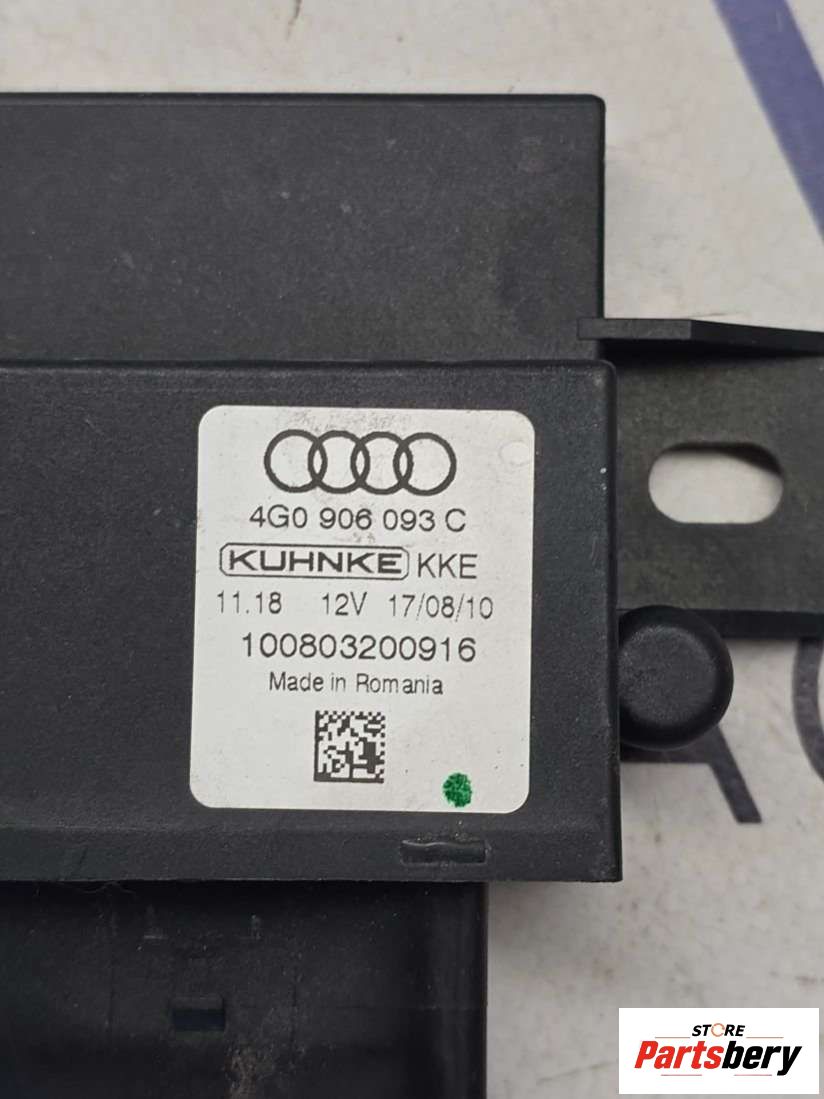 4G0 906 093 C
KUHNKE KKE
11.18 12V 17/08/10
100803200916
Made in Romania
STORE
Partsbery